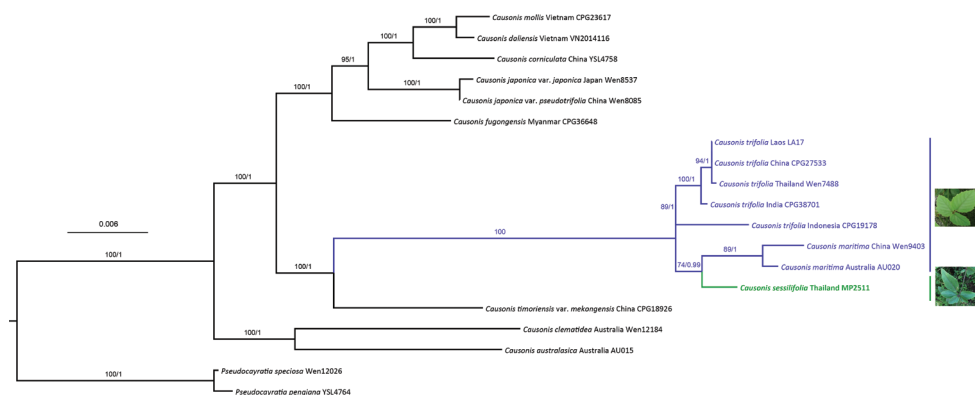 Causonis mollis Vietnam CPG23617
100/1
Causonis daliensis Vietnam VN2014116
100/1
95/1
Causonis corniculata China YSL4758
Causonis japonica var. japonica Japan Wen8537
100/1
100/1
Causonis japonica var. pseudotrifolia China Wen8085
Causonis fugongensis Myanmar CPG36648
Causonis trifolia Laos LA17
94/1
Causonis trifolia China CPG27533
100/1
100/1
Causonis trifolia Thailand Wen7488
Causonis trifolia India CPG38701
89/1
0.006
Causonis trifolia Indonesia CPG19178
100
Causonis maritima China Wen9403
89/1
100/1
74/0.99
Causonis maritima Australia AU020
100/1
Causonis sessilifolia Thailand MP2511
Causonis timoriensis var. mekongensis China CPG18926
Causonis clematidea Australia Wen12184
100/1
Causonis australasica Australia AU015
Pseudocayratia speciosa Wen12026
100/1
Pseudocayratia pengiana YSL4764